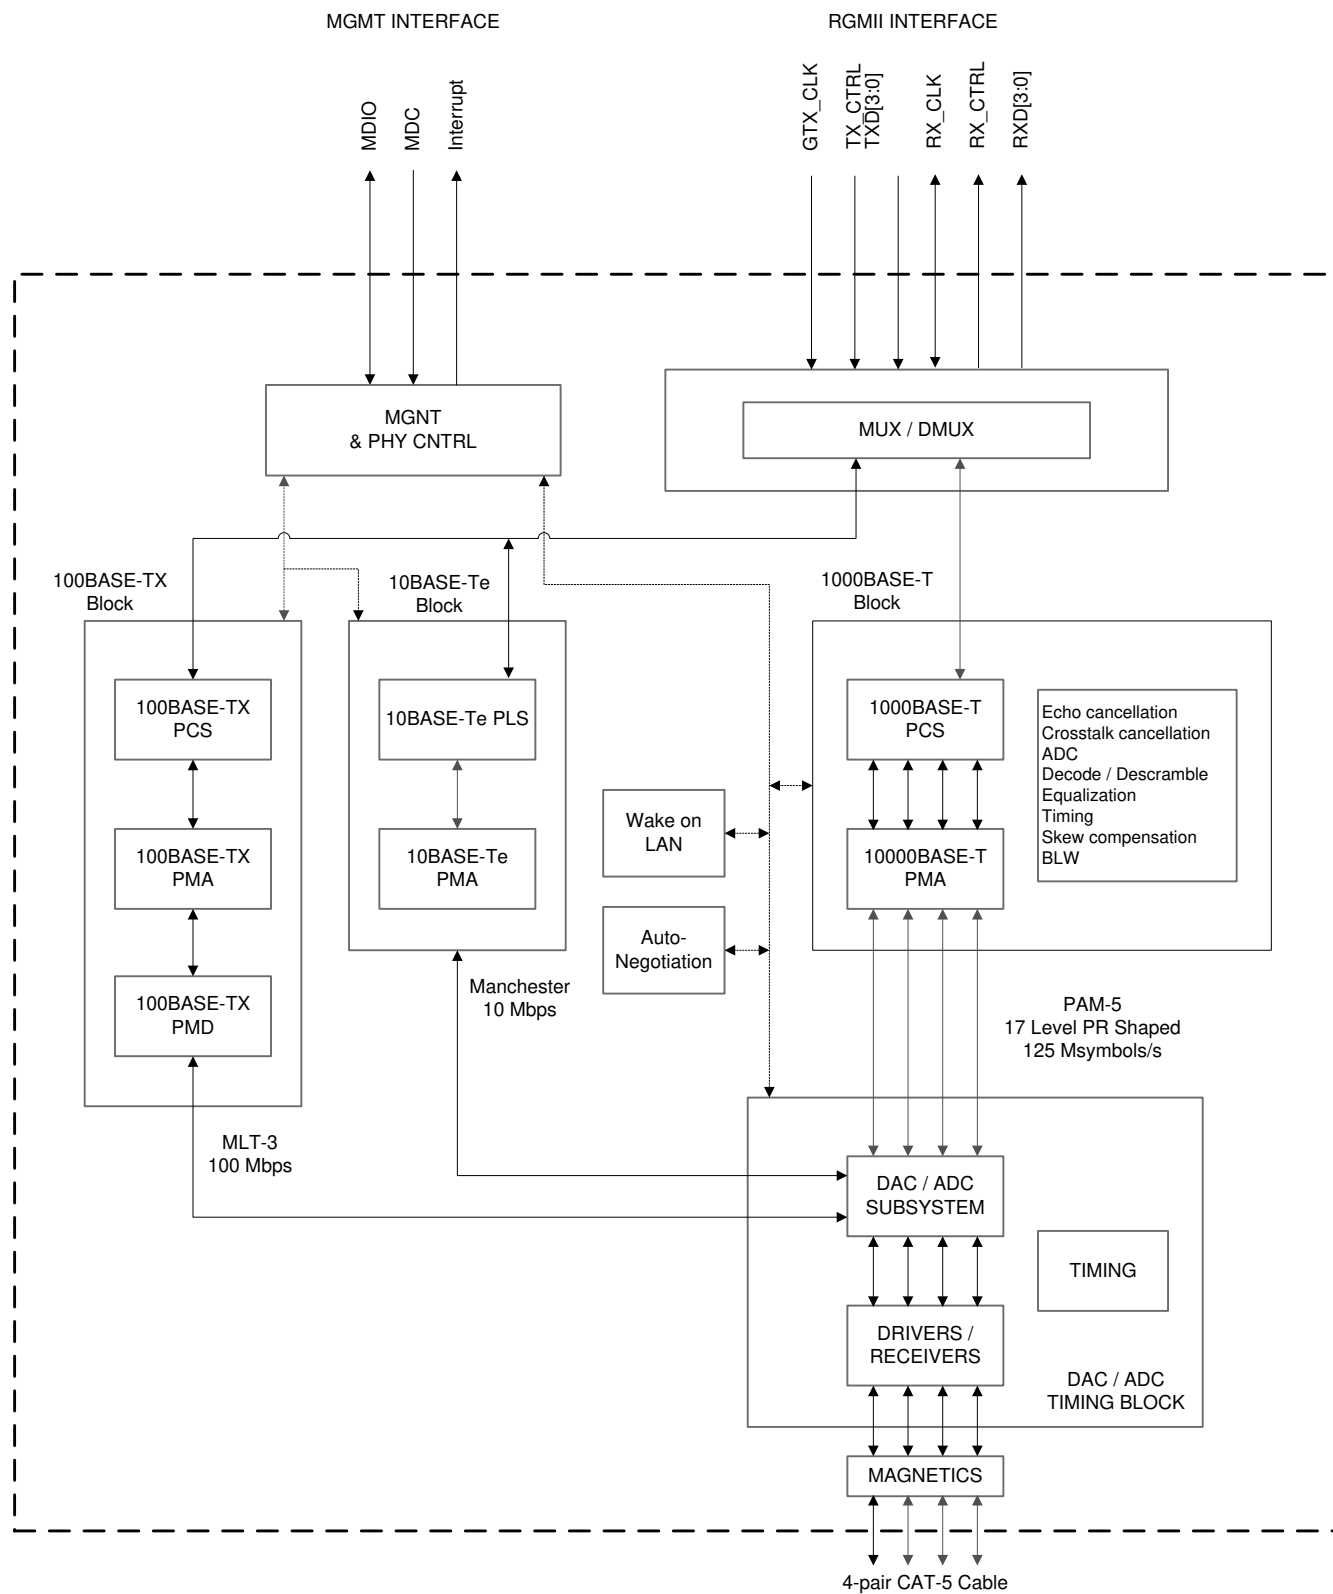 MGMT INTERFACE
RGMII INTERFACE
MDIO
MDC
Interrupt
GTX_CLK
TX_CTRL
TXD[3:0]
RX_CLK
RX_CTRL
RXD[3:0]
MGNT
& PHY CNTRL
MUX / DMUX
100BASE-TX
Block
10BASE-Te
Block
1000BASE-T
Block
100BASE-TX
PCS
10BASE-Te PLS
1000BASE-T
PCS
Echo cancellation
Crosstalk cancellation
ADC
Decode / Descramble
Equalization
Timing
Skew compensation
BLW
Wake on
LAN
100BASE-TX
PMA
10BASE-Te
PMA
10000BASE-T
PMA
Auto-
Negotiation
100BASE-TX
PMD
Manchester
10 Mbps
PAM-5
17 Level PR Shaped
125 Msymbols/s
MLT-3
100 Mbps
DAC / ADC
SUBSYSTEM
TIMING
DRIVERS /
RECEIVERS
DAC / ADC
TIMING BLOCK
MAGNETICS
4-pair CAT-5 Cable